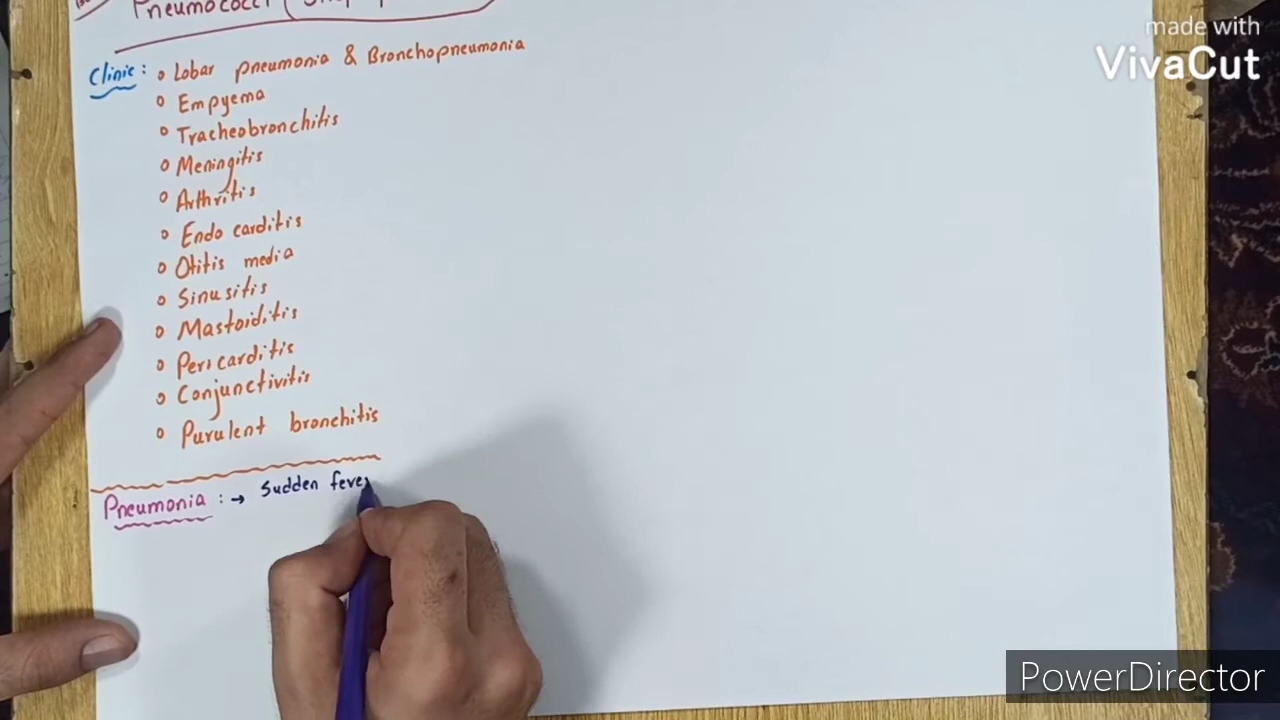 Pneumococci
made with
VivaCut
Clinic: Lobar pneumonia & Bronchopneumonia
Empyema
Tracheobronchitis
Meningitis
Arthritis
Endo carditis
Otitis media
Sinusitis
Mastoiditis
Pericarditis
Conjunctivitis
Purulent bronchitis
Pneumonia : → Sudden fever
PowerDirector